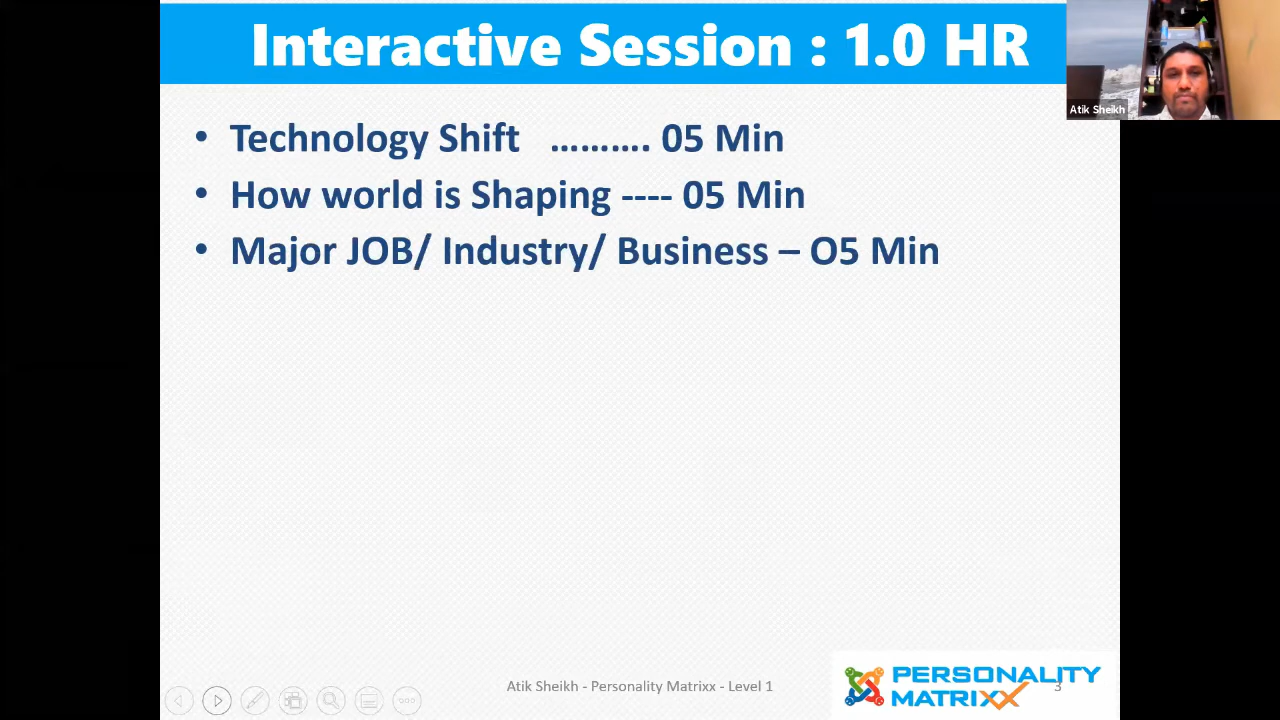 Interactive Session : 1.0 HR
Atik Sheikh
• Technology Shift ………. 05 Min
• How world is Shaping ---- 05 Min
• Major JOB/ Industry/ Business – O5 Min
Atik Sheikh - Personality Matrixx - Level 1
PERSONALITY
MATRIXX
3